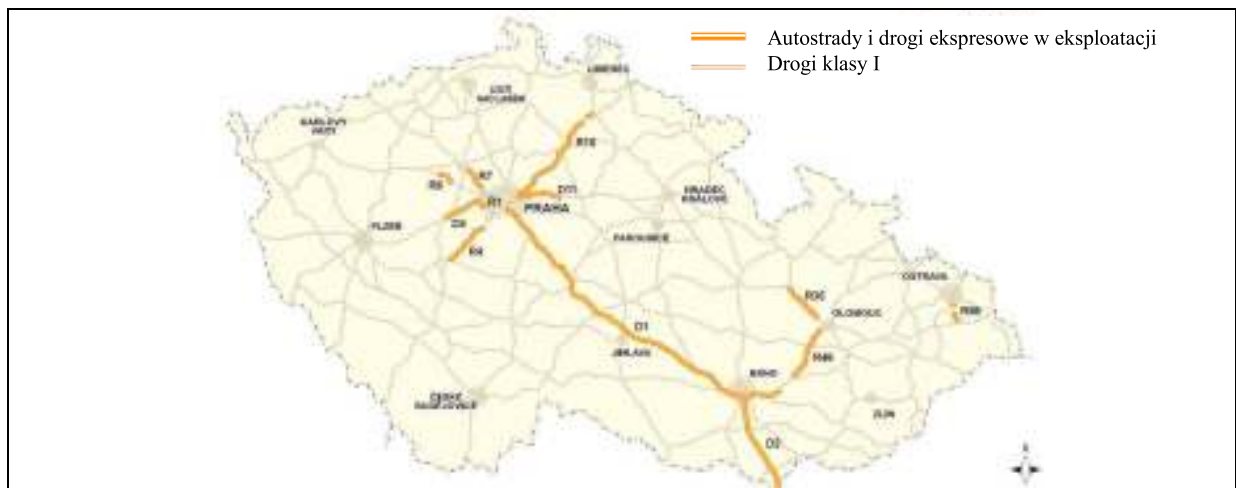 Autostrady i drogi ekspresowe w eksploatacji
Drogi klasy I
LIBEREC
ÚSTÍ
NAD LABEM
KARLOVY
VARY
R10
R7
R6
D11
HRADEC
KRÁLOVÉ
R1
PRAHA
PLZEŇ
D5
PARDUBICE
R4
OSTRAVA
R35
OLOMOUC
D1
JIHLAVA
R46
BRNO
ČESKÉ
BUDĚJOVICE
ZLÍN
D2